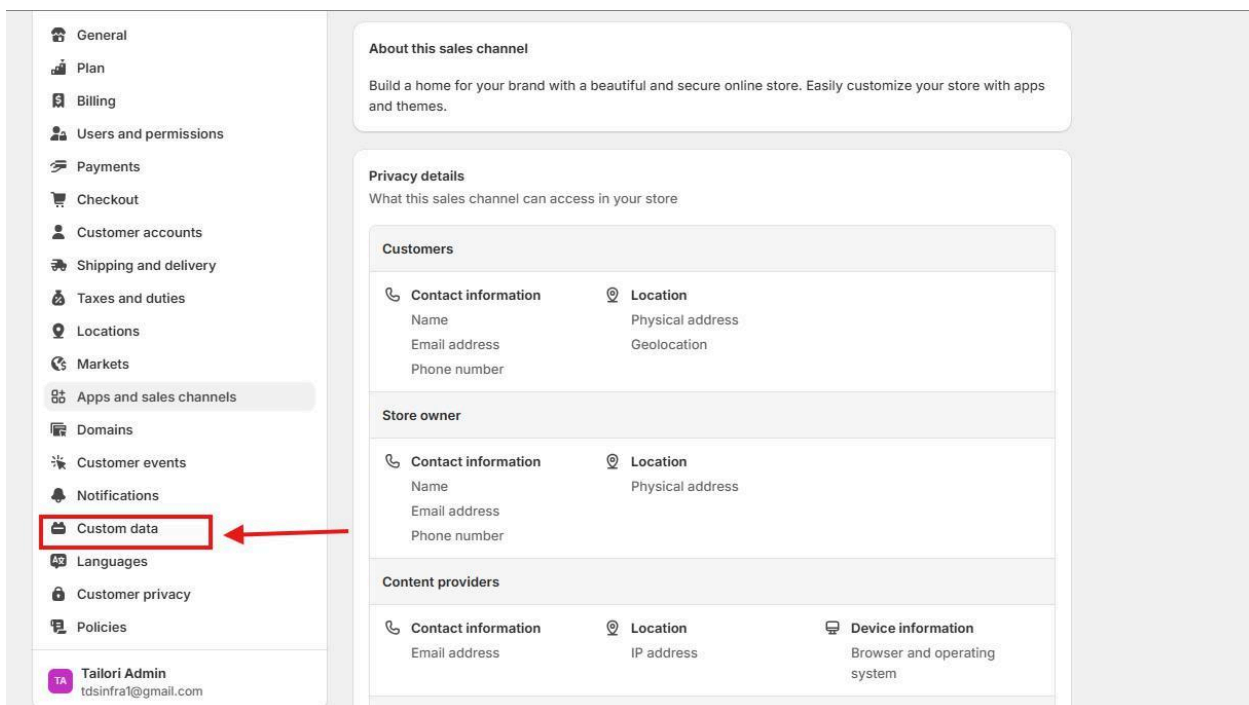 General
Plan
Billing
Users and permissions
Payments
Checkout
Customer accounts
Shipping and delivery
Taxes and duties
Locations
Markets
Apps and sales channels
Domains
Customer events
Notifications
Custom data
Languages
Customer privacy
Policies
TA
Tailori Admin
tdsinfra1@gmail.com
About this sales channel
Build a home for your brand with a beautiful and secure online store. Easily customize your store with apps
and themes.
Privacy details
What this sales channel can access in your store
Customers
Contact information
Name
Email address
Phone number
Location
Physical address
Geolocation
Store owner
Contact information
Name
Email address
Phone number
Location
Physical address
Content providers
Contact information
Email address
Location
IP address
Device information
Browser and operating
system